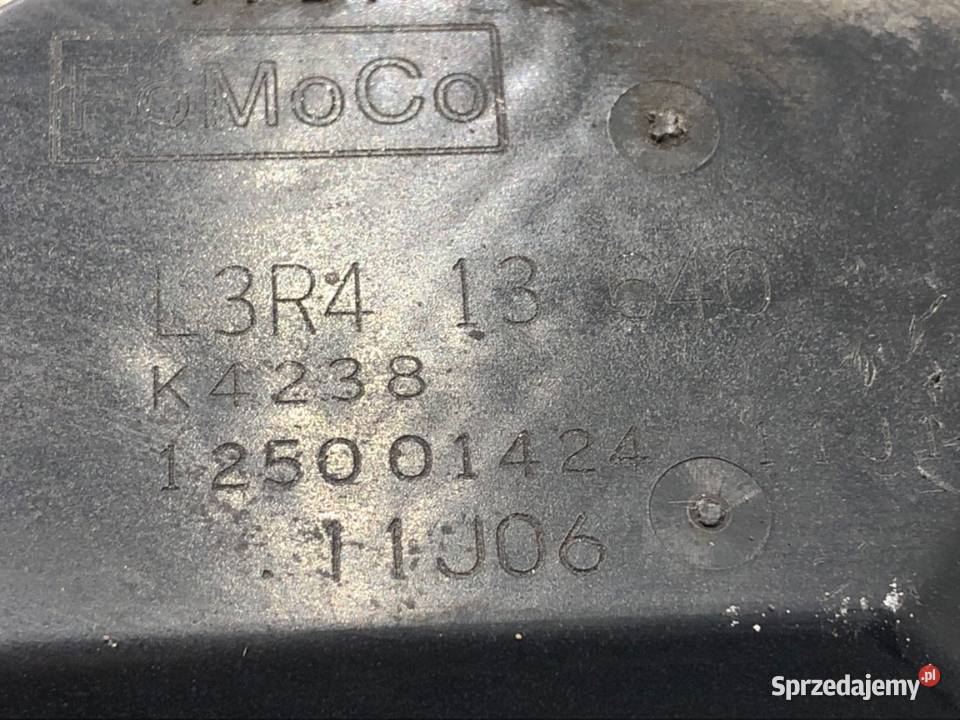 FoMoCo
L3R4 13 640
K4238
125001424
11J06
Sprzedajemy.pl